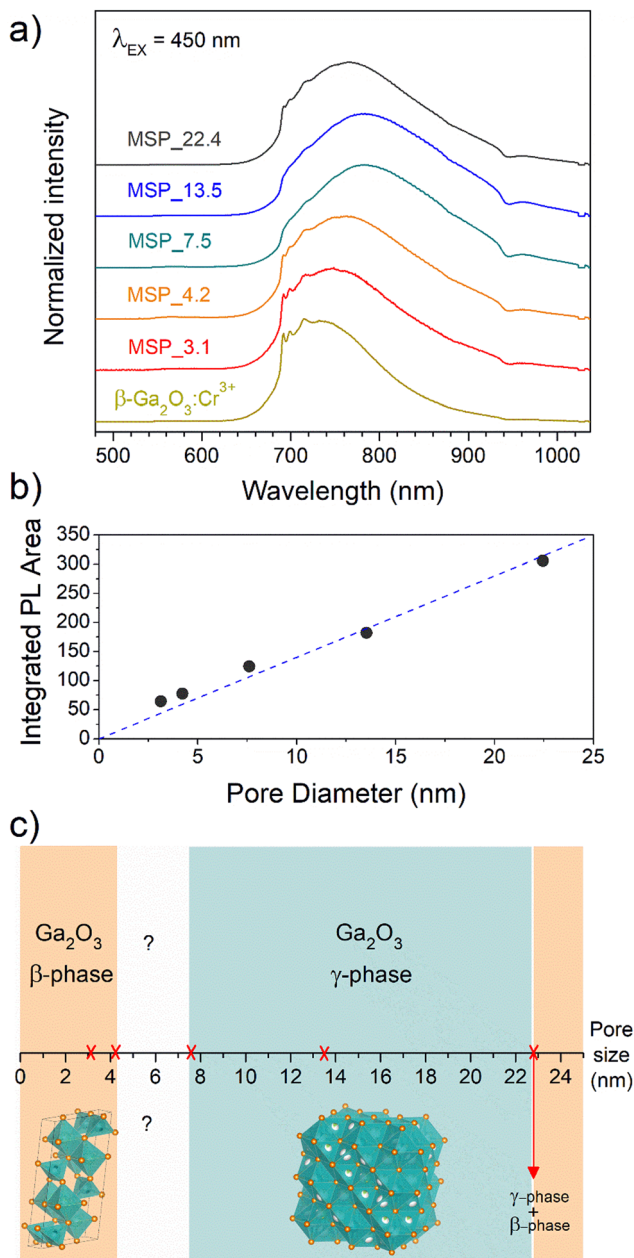 a)
λEX = 450 nm
MSP_22.4
MSP_13.5
MSP_7.5
MSP_4.2
MSP_3.1
β-Ga2O3:Cr3+
Normalized intensity
500 600 700 800 900 1000
Wavelength (nm)
b)
350
300
250
200
150
100
50
0
0 5 10 15 20 25
Integrated PL Area
Pore Diameter (nm)
c)
Ga2O3
β-phase
?
Ga2O3
γ-phase
0 2 4 6 8 10 12 14 16 18 20 22 24
Pore
size
(nm)
?
γ-phase
+
β-phase